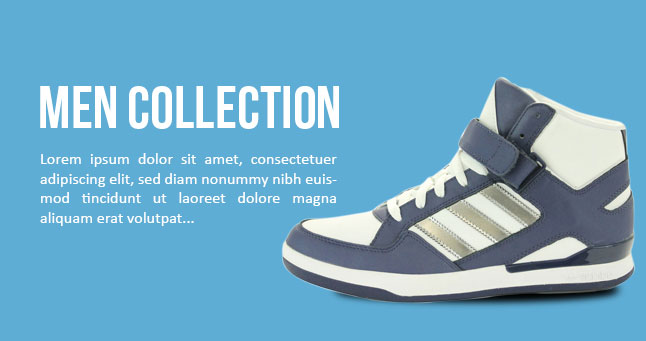 MEN COLLECTION
Lorem ipsum dolor sit amet, consectetuer
adipiscing elit, sed diam nonummy nibh euis-
mod tincidunt ut laoreet dolore magna
aliquam erat volutpat...